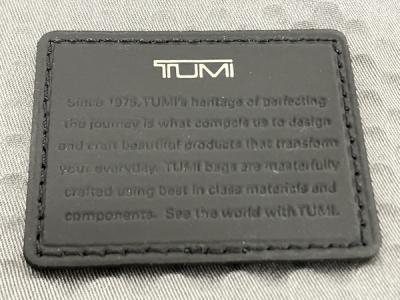 TUMI
Since 1975, TUMI's heritage of perfecting
the journey is what compels us to design
and craft beautiful products that transform
your everyday. TUMI bags are masterfully
crafted using best in class materials and
components. See the world with TUMI.